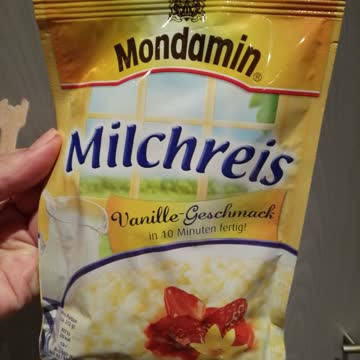 Mondamin®
Milchreis
Vanille-Geschmack
in 10 Minuten fertig!